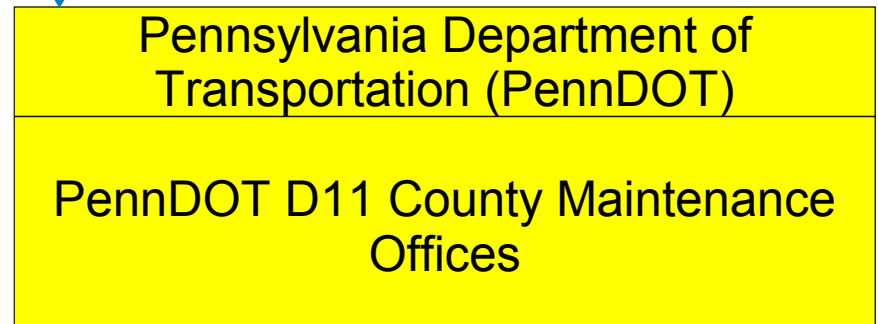 Pennsylvania Department of
Transportation (PennDOT)
PennDOT D11 County Maintenance
Offices